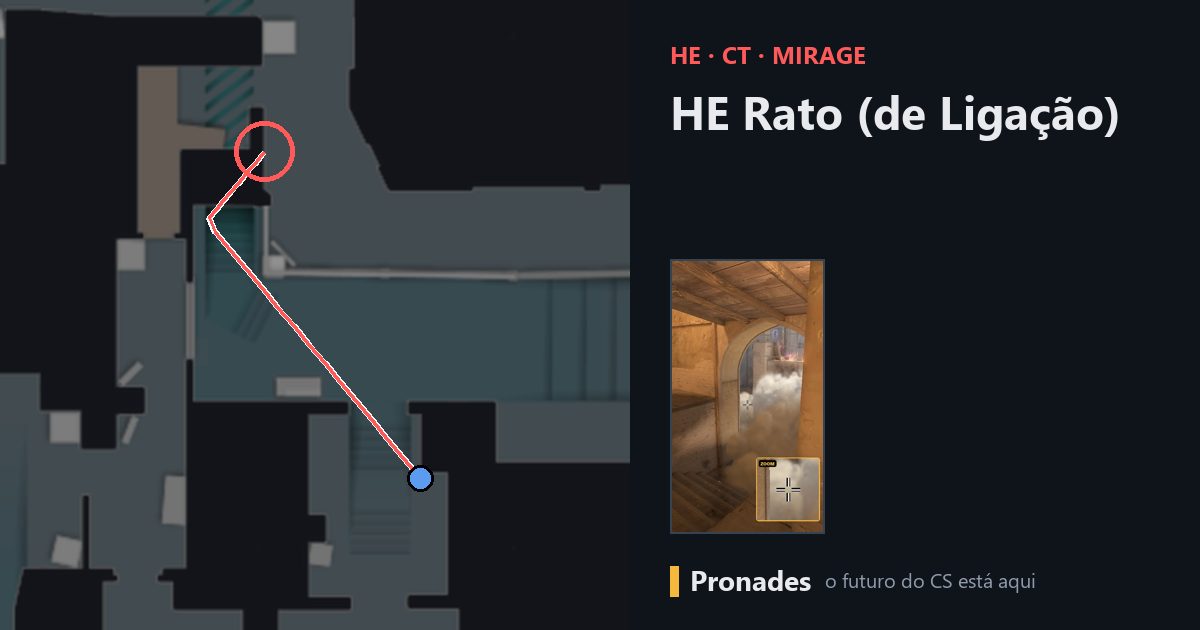 HE · CT · MIRAGE
HE Rato (de Ligação)
ZOOM
Pronades o futuro do CS está aqui